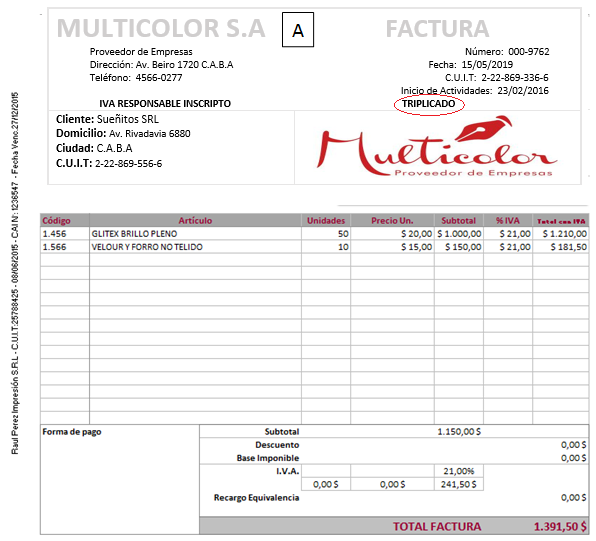 MULTICOLOR S.A A FACTURA
Proveedor de Empresas
Dirección: Av. Beiro 1720 C.A.B.A
Teléfono: 4566-0277
IVA RESPONSABLE INSCRIPTO
Número: 000-9762
Fecha: 15/05/2019
C.U.I.T: 2-22-869-336-6
Inicio de Actividades: 23/02/2016
TRIPLICADO
Cliente: Sueñitos SRL
Domicilio: Av. Rivadavia 6880
Ciudad: C.A.B.A
C.U.I.T: 2-22-869-556-6
Multicolor
Proveedor de Empresas
Código Artículo Unidades Precio Un. Subtotal % IVA Total con IVA
1.456 GLITEX BRILLO PLENO 50 $ 20,00 $ 1.000,00 $ 21,00 $ 1.210,00
1.566 VELOUR Y FORRO NO TELIDO 10 $ 15,00 $ 150,00 $ 21,00 $ 181,50
Forma de pago
Subtotal 1.150,00 $
Descuento 0,00 $
Base Imponible 0,00 $
I.V.A. 21,00%
0,00 $ 0,00 $ 241,50 $
Recargo Equivalencia 0,00 $
TOTAL FACTURA 1.391,50 $
Raul Perez Impresión S.R.L - C.U.I.T:25788425 - 08/06/2015 - CAI N: 1236547 - Fecha Venc:27/12/2015